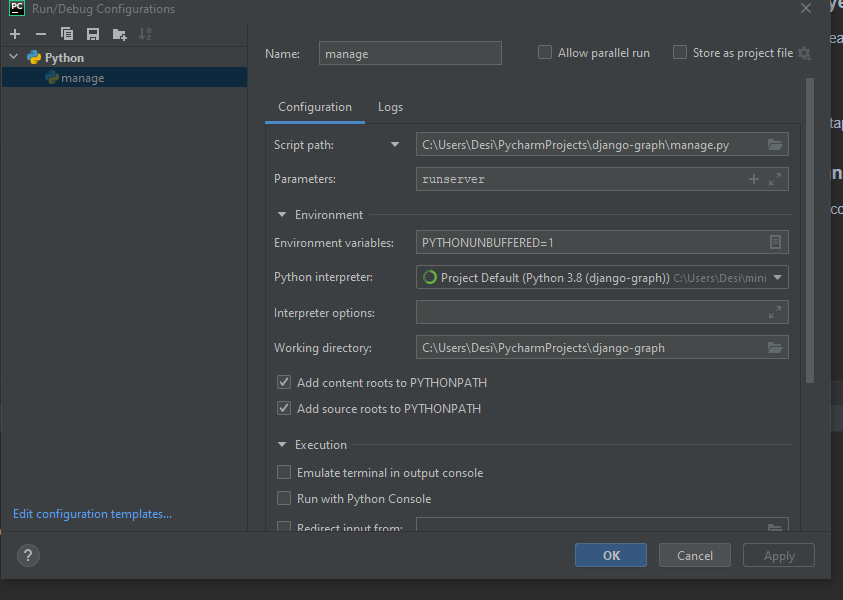 PC Run/Debug Configurations
Python
manage
Name: manage
Allow parallel run
Store as project file
Configuration Logs
Script path: C:\Users\Desi\PycharmProjects\django-graph\manage.py
Parameters: runserver
Environment
Environment variables: PYTHONUNBUFFERED=1
Python interpreter: Project Default (Python 3.8 (django-graph)) C:\Users\Desi\mini
Interpreter options:
Working directory: C:\Users\Desi\PycharmProjects\django-graph
Add content roots to PYTHONPATH
Add source roots to PYTHONPATH
Execution
Emulate terminal in output console
Run with Python Console
Redirect input from:
Edit configuration templates...
? OK Cancel Apply